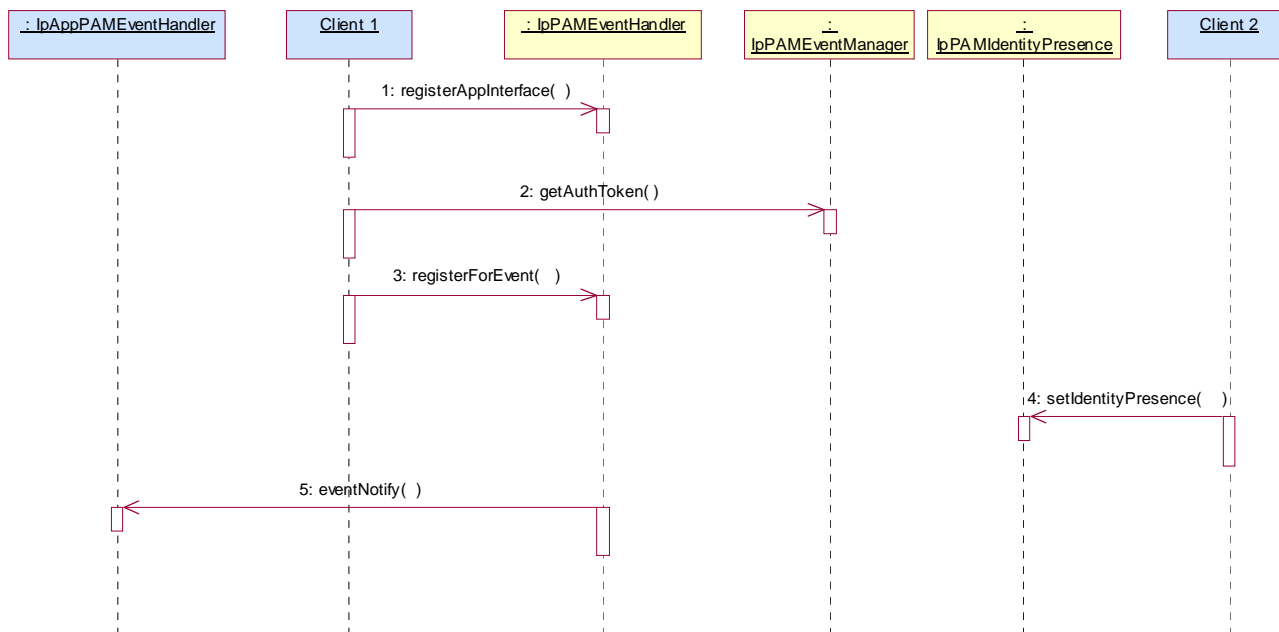 : IpAppPAMEventHandler
Client 1
: IpPAMEventHandler
:
IpPAMEventManager
:
IpPAMIdentityPresence
Client 2
1: registerAppInterface( )
2: getAuthToken( )
3: registerForEvent( )
4: setIdentityPresence( )
5: eventNotify( )